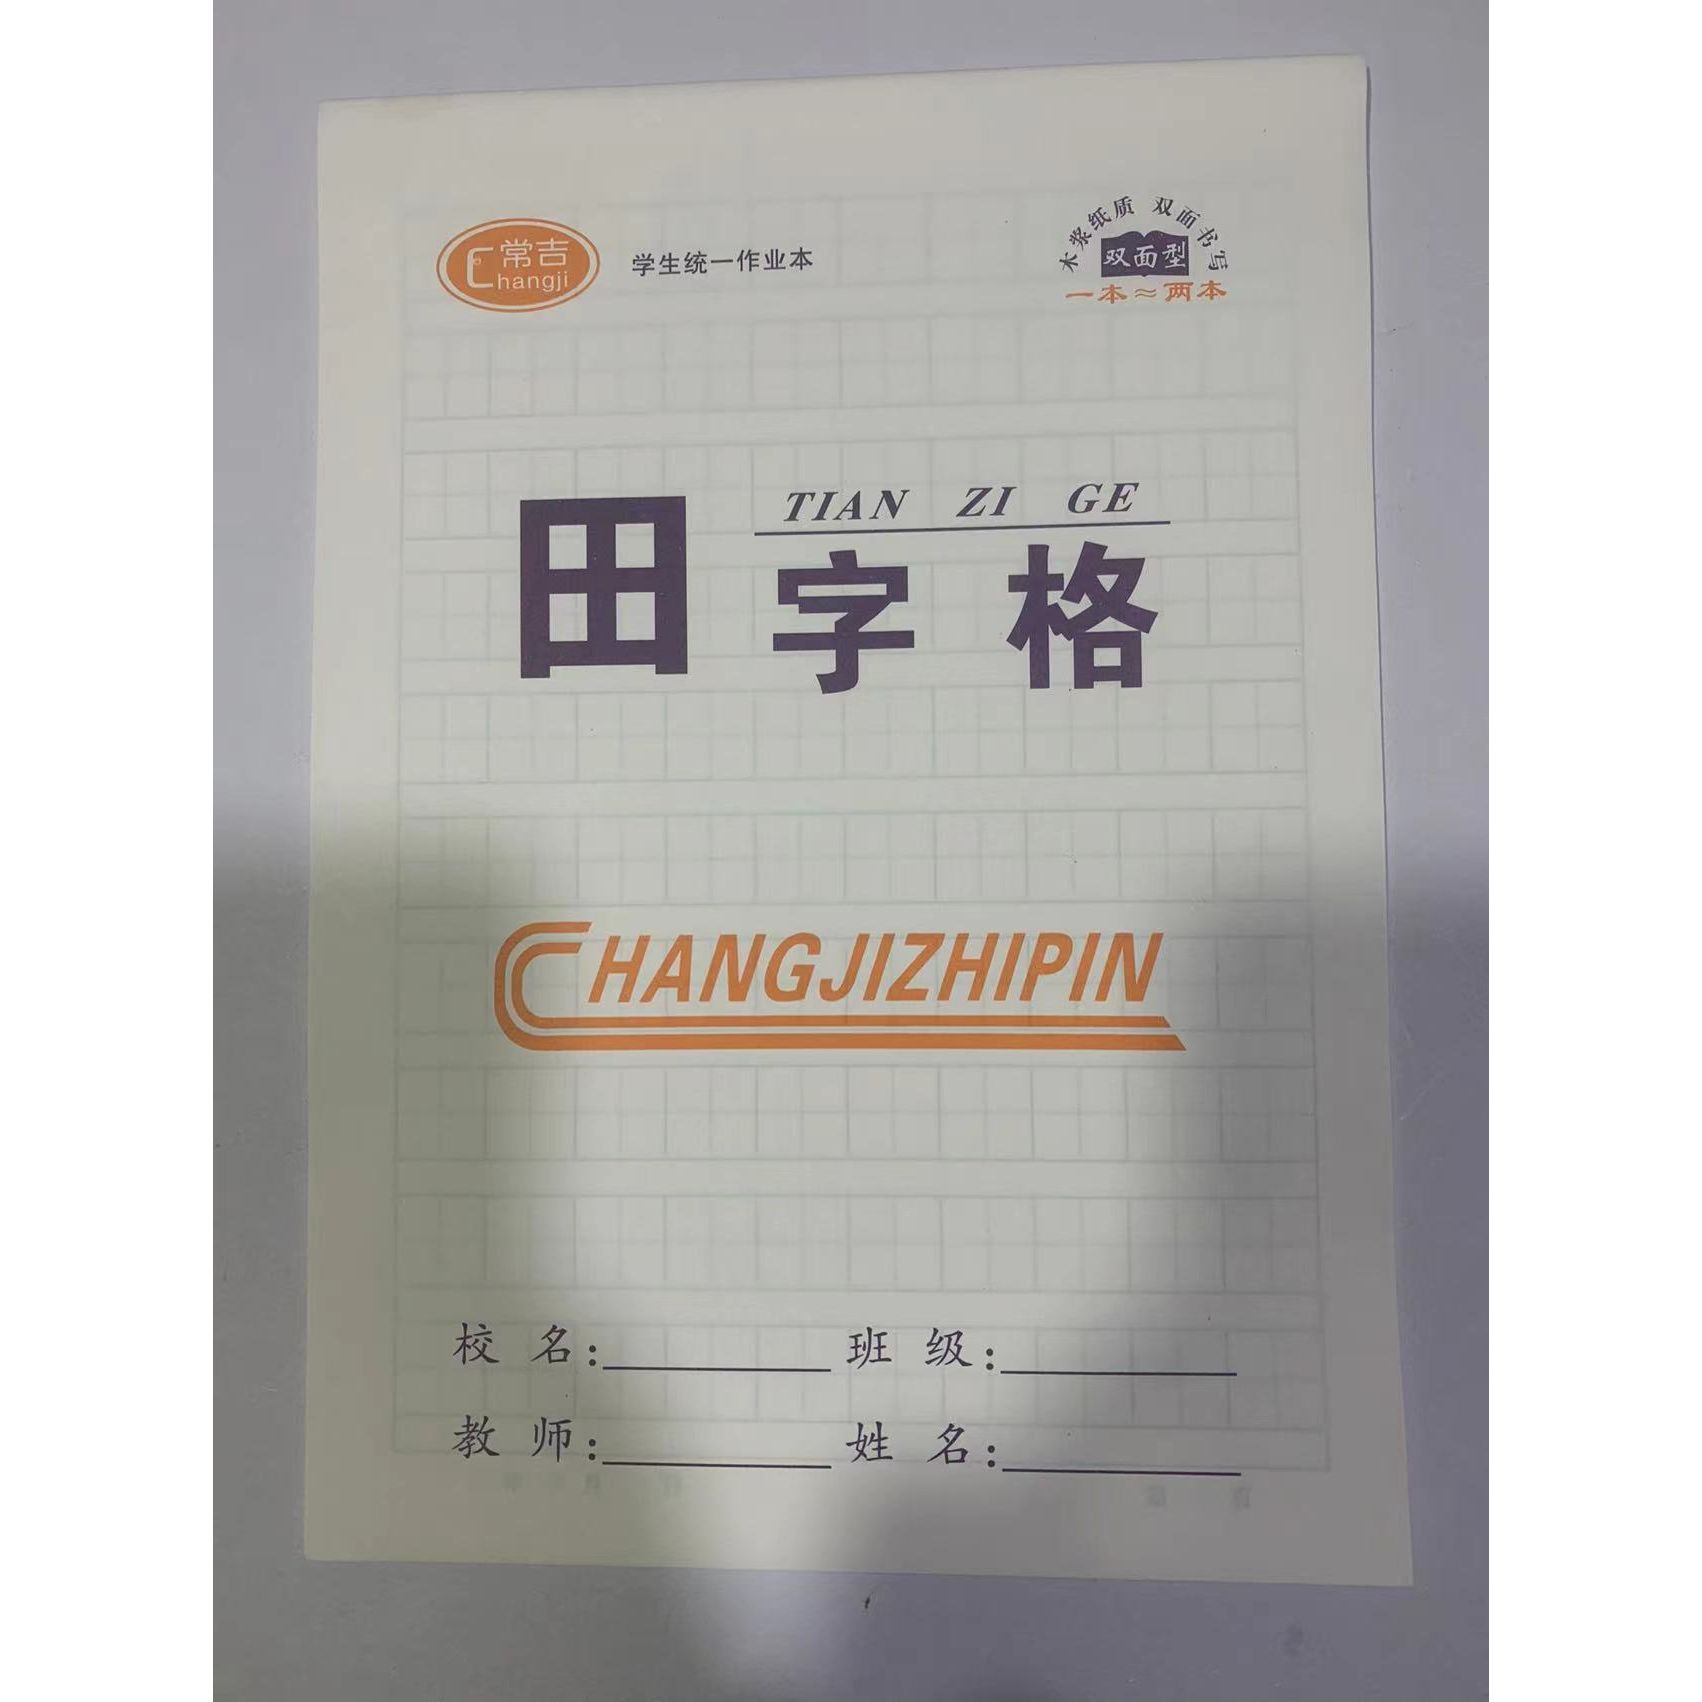 常吉
Changji
学生统一作业本
木浆纸质 双面书写
双面型
一本≈两本
TIAN ZI GE
田字格
CHANGJIZHIPIN
校 名: 班 级:
教 师: 姓 名: